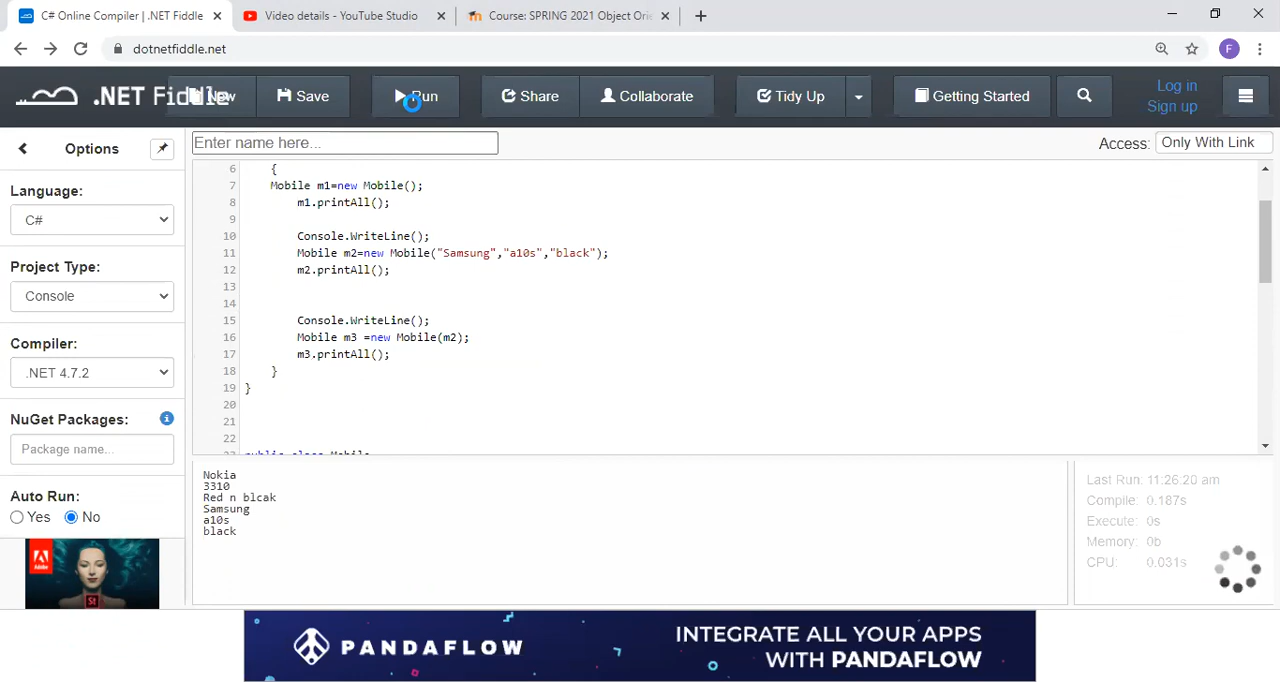 C# Online Compiler | .NET Fiddle
Video details - YouTube Studio
Course: SPRING 2021 Object Orie
dotnetfiddle.net
F
.NET Fiddle
New
Save
Run
Share
Collaborate
Tidy Up
Getting Started
Log in
Sign up
Options
Enter name here...
Access:
Only With Link
Language:
C#
Project Type:
Console
Compiler:
.NET 4.7.2
NuGet Packages:
Package name...
Auto Run:
Yes
No
6 {
7 Mobile m1=new Mobile();
8 m1.printAll();
9
10 Console.WriteLine();
11 Mobile m2=new Mobile("Samsung","a10s","black");
12 m2.printAll();
13
14
15 Console.WriteLine();
16 Mobile m3 =new Mobile(m2);
17 m3.printAll();
18 }
19 }
20
21
22
public class Mobile
Nokia
3310
Red n blcak
Samsung
a10s
black
Last Run: 11:26.20 am
Compile: 0.187s
Execute: 0s
Memory: 0b
CPU: 0.031s
St
PANDAFLOW
INTEGRATE ALL YOUR APPS
WITH PANDAFLOW